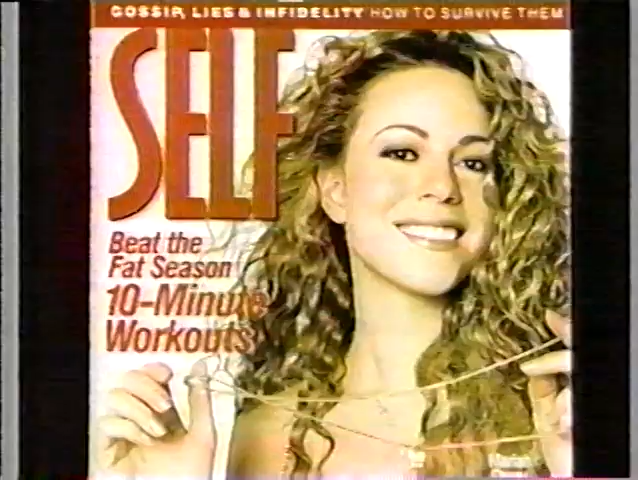 GOSSIP, LIES & INFIDELITY HOW TO SURVIVE THEM
SELF
Beat the
Fat Season
10-Minute
Workouts